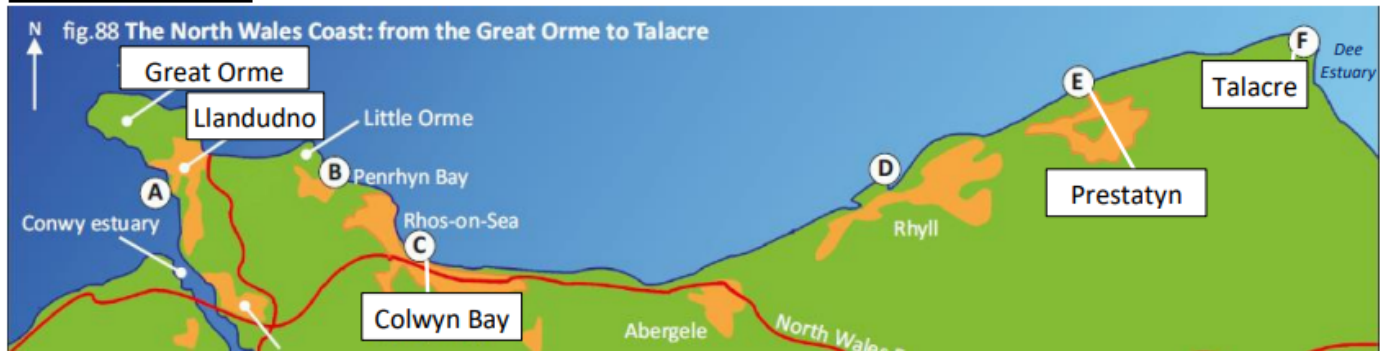 N
fig.88 The North Wales Coast: from the Great Orme to Talacre
Great Orme
Llandudno
Little Orme
A
B
Penrhyn Bay
Conwy estuary
Rhos-on-Sea
C
Colwyn Bay
Abergele
North Wales
D
Rhyll
E
Prestatyn
F
Talacre
Dee
Estuary